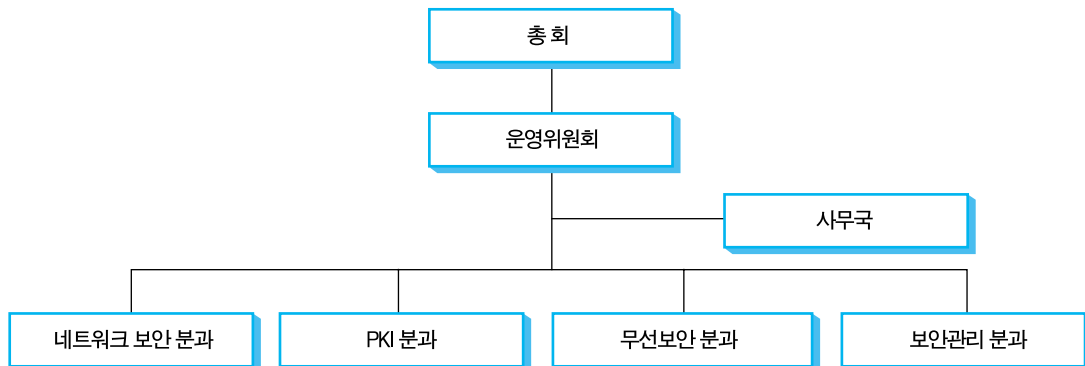 총 회
운영위원회
사무국
네트워크 보안 분과
PKI 분과
무선보안 분과
보안관리 분과